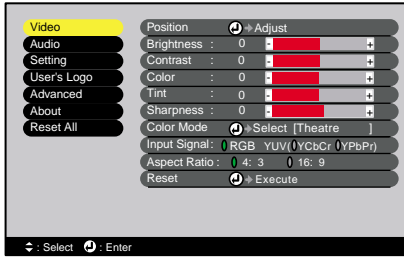 Video
Audio
Setting
User's Logo
Advanced
About
Reset All
Position Adjust
Brightness : 0 - +
Contrast : 0 - +
Color : 0 - +
Tint : 0 - +
Sharpness : 0 - +
Color Mode Select [Theatre ]
Input Signal: RGB YUV( YCbCr YPbPr)
Aspect Ratio : 4: 3 16: 9
Reset Execute
: Select : Enter